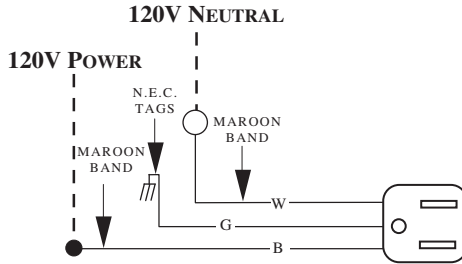 120V NEUTRAL
120V POWER
N.E.C.
TAGS
MAROON
BAND
MAROON
BAND
W
G
B